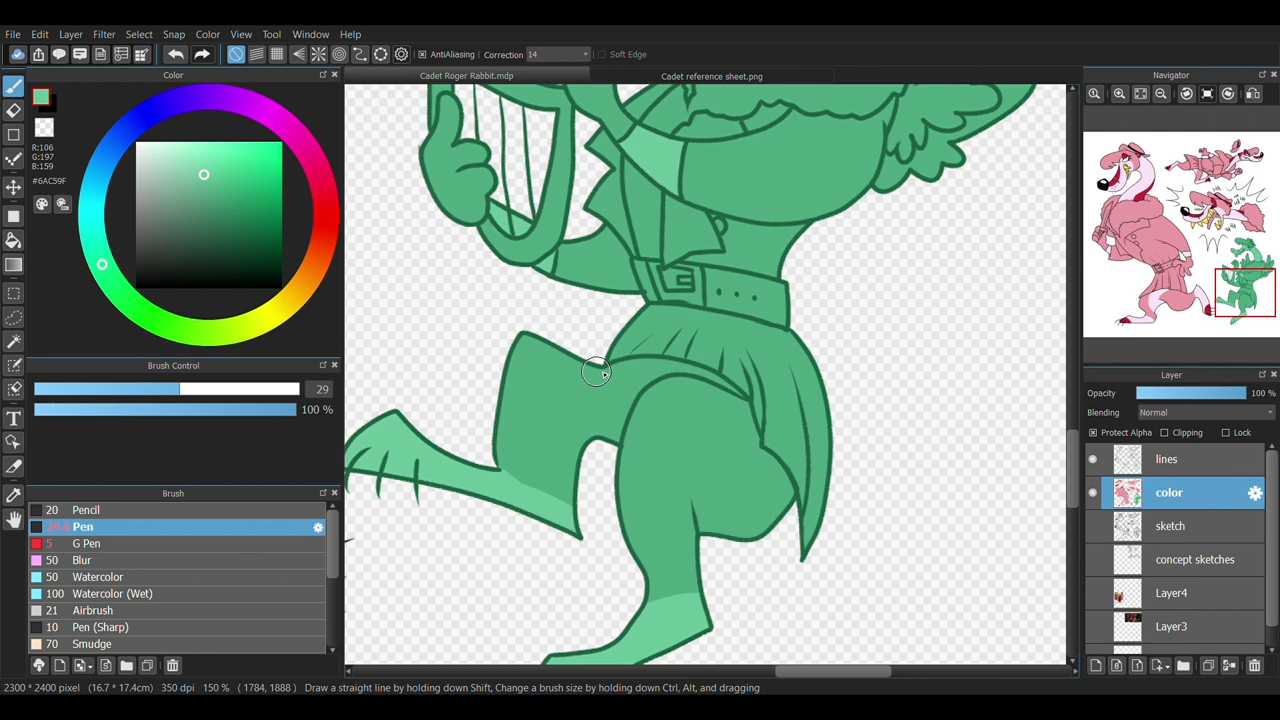 File Edit Layer Filter Select Snap Color View Tool Window Help
AntiAliasing Correction 14 Soft Edge
Color
Cadet Roger Rabbit.mdp
Cadet reference sheet.png
Navigator
R:106
G:197
B:159
#6AC59F
Brush Control
29
100 %
Brush
20 Pencil
Pen
5 G Pen
50 Blur
50 Watercolor
100 Watercolor (Wet)
21 Airbrush
10 Pen (Sharp)
70 Smudge
Layer
Opacity 100 %
Blending Normal
Protect Alpha Clipping Lock
lines
color
sketch
concept sketches
Layer4
Layer3
2300 * 2400 pixel (16.7 * 17.4cm) 350 dpi 150 % ( 1784, 1888 ) Draw a straight line by holding down Shift, Change a brush size by holding down Ctrl, Alt, and dragging